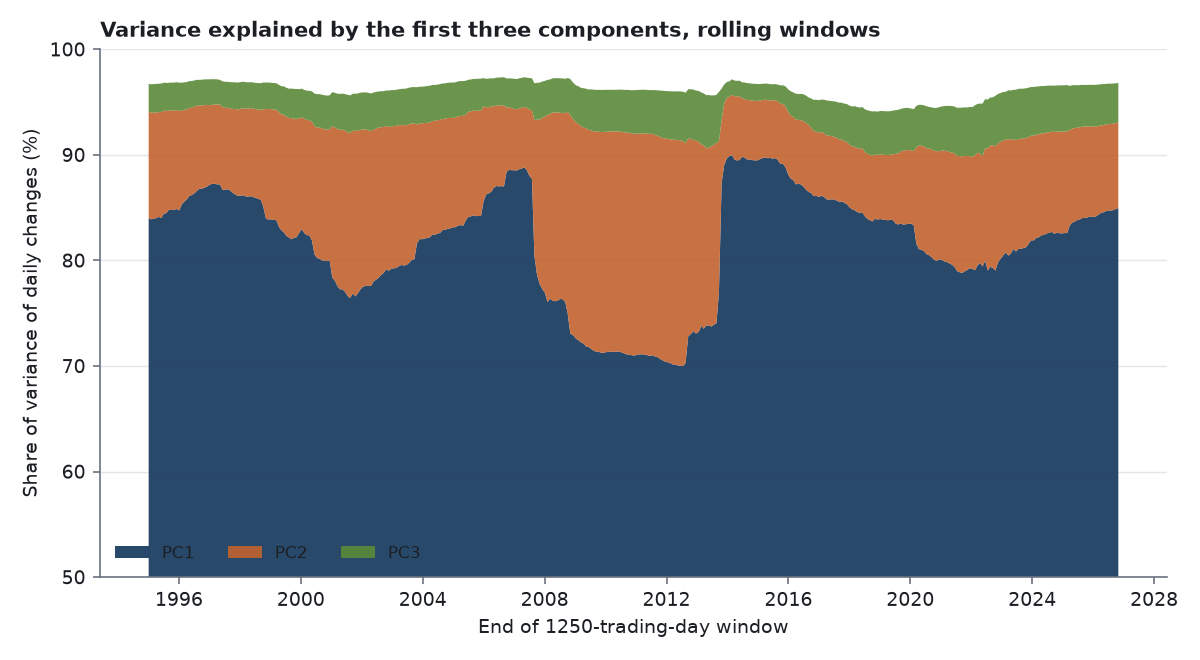 Variance explained by the first three components, rolling windows
Share of variance of daily changes (%)
100
90
80
70
60
50
PC1 PC2 PC3
1996 2000 2004 2008 2012 2016 2020 2024 2028
End of 1250-trading-day window